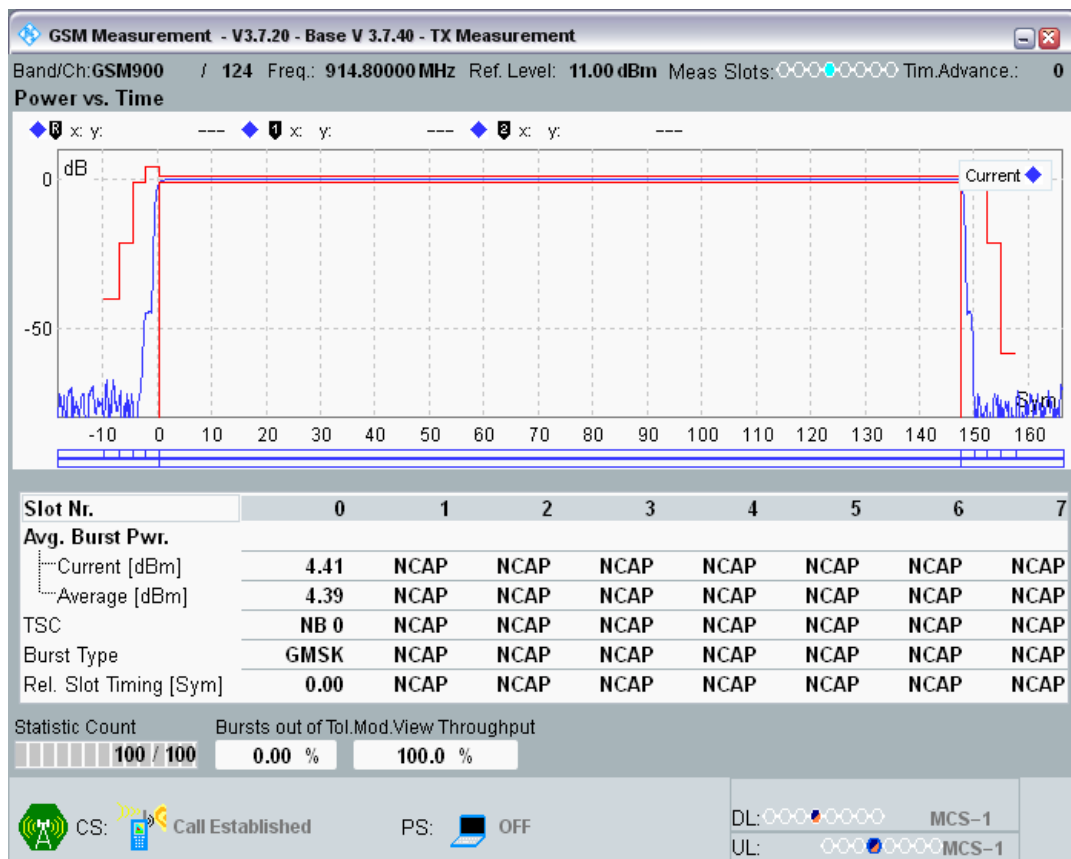 GSM Measurement - V3.7.20 - Base V 3.7.40 - TX Measurement
Band/Ch:GSM900 / 124 Freq.: 914.80000 MHz Ref. Level: 11.00 dBm Meas Slots: Tim.Advance.: 0
Power vs. Time
R x: y: --- 1 x: y: --- 2 x: y: ---
dB
Current
0
-50
Sym
-10 0 10 20 30 40 50 60 70 80 90 100 110 120 130 140 150 160
Slot Nr. 0 1 2 3 4 5 6 7
Avg. Burst Pwr.
Current [dBm] 4.41 NCAP NCAP NCAP NCAP NCAP NCAP NCAP
Average [dBm] 4.39 NCAP NCAP NCAP NCAP NCAP NCAP NCAP
TSC NB 0 NCAP NCAP NCAP NCAP NCAP NCAP NCAP
Burst Type GMSK NCAP NCAP NCAP NCAP NCAP NCAP NCAP
Rel. Slot Timing [Sym] 0.00 NCAP NCAP NCAP NCAP NCAP NCAP NCAP
Statistic Count Bursts out of Tol. Mod.View Throughput
100 / 100 0.00 % 100.0 %
CS: Call Established PS: OFF
DL: MCS-1
UL: MCS-1